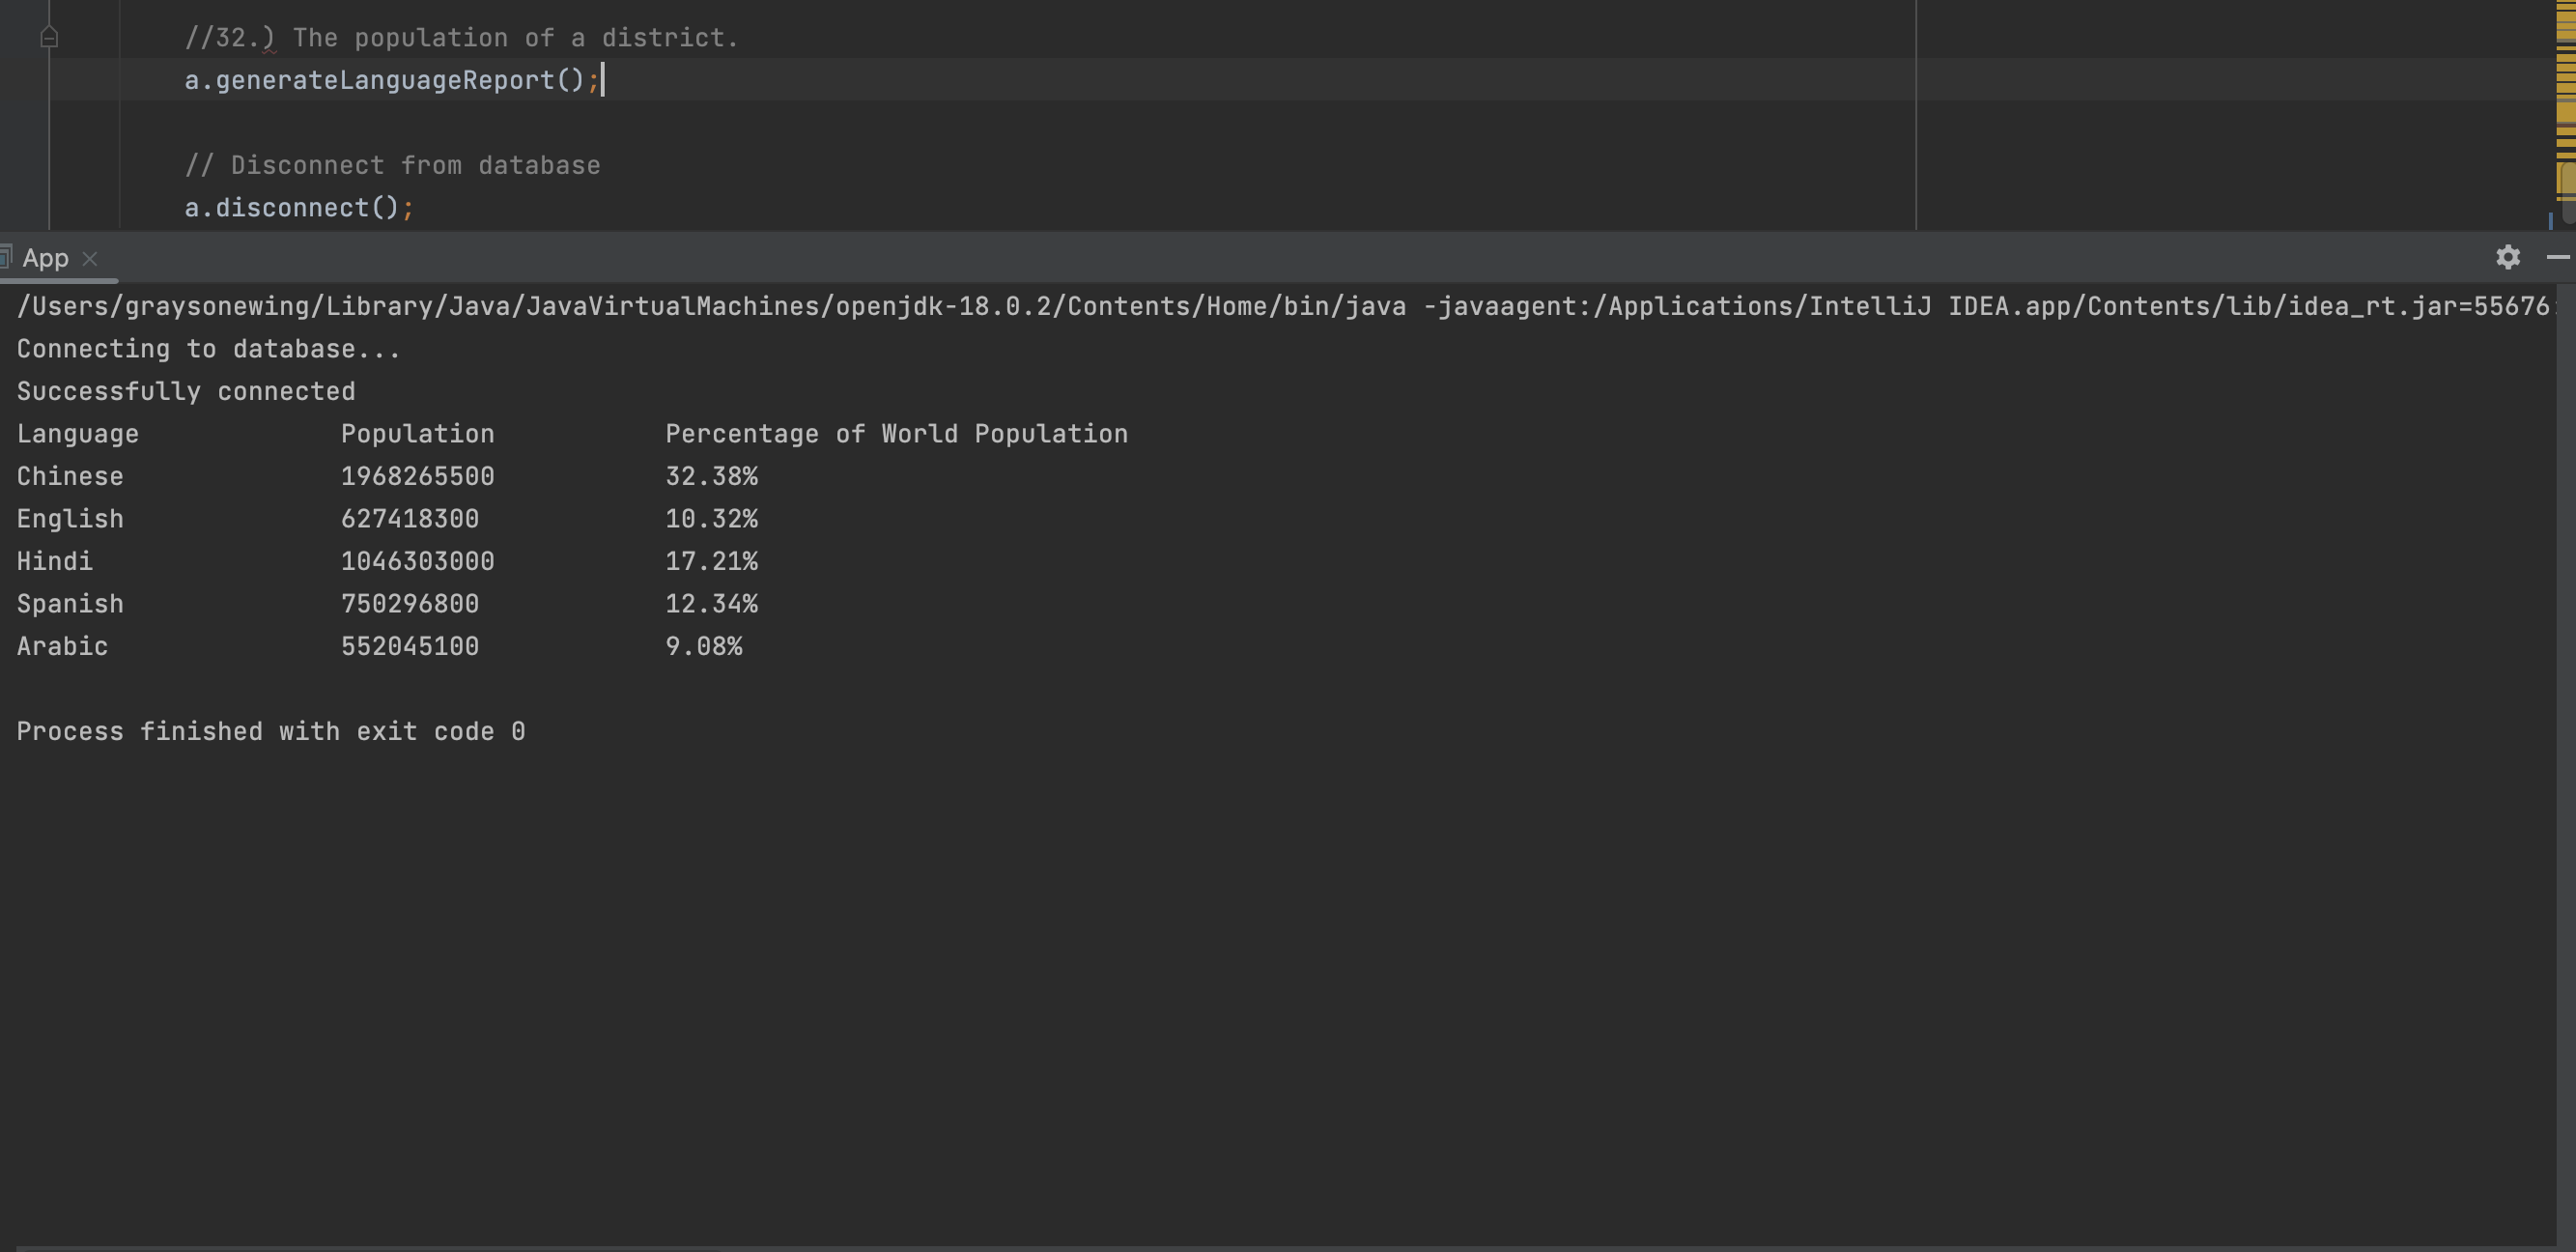 //32.) The population of a district.
a.generateLanguageReport();
// Disconnect from database
a.disconnect();
App
/Users/graysonewing/Library/Java/JavaVirtualMachines/openjdk-18.0.2/Contents/Home/bin/java -javaagent:/Applications/IntelliJ IDEA.app/Contents/lib/idea_rt.jar=55676:
Connecting to database...
Successfully connected
Language Population Percentage of World Population
Chinese 1968265500 32.38%
English 627418300 10.32%
Hindi 1046303000 17.21%
Spanish 750296800 12.34%
Arabic 552045100 9.08%
Process finished with exit code 0